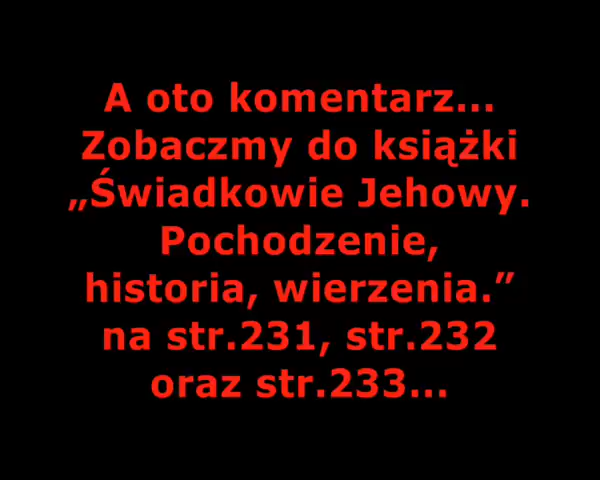 A oto komentarz...
Zobaczmy do książki
„Świadkowie Jehowy.
Pochodzenie,
historia, wierzenia.”
na str.231, str.232
oraz str.233...